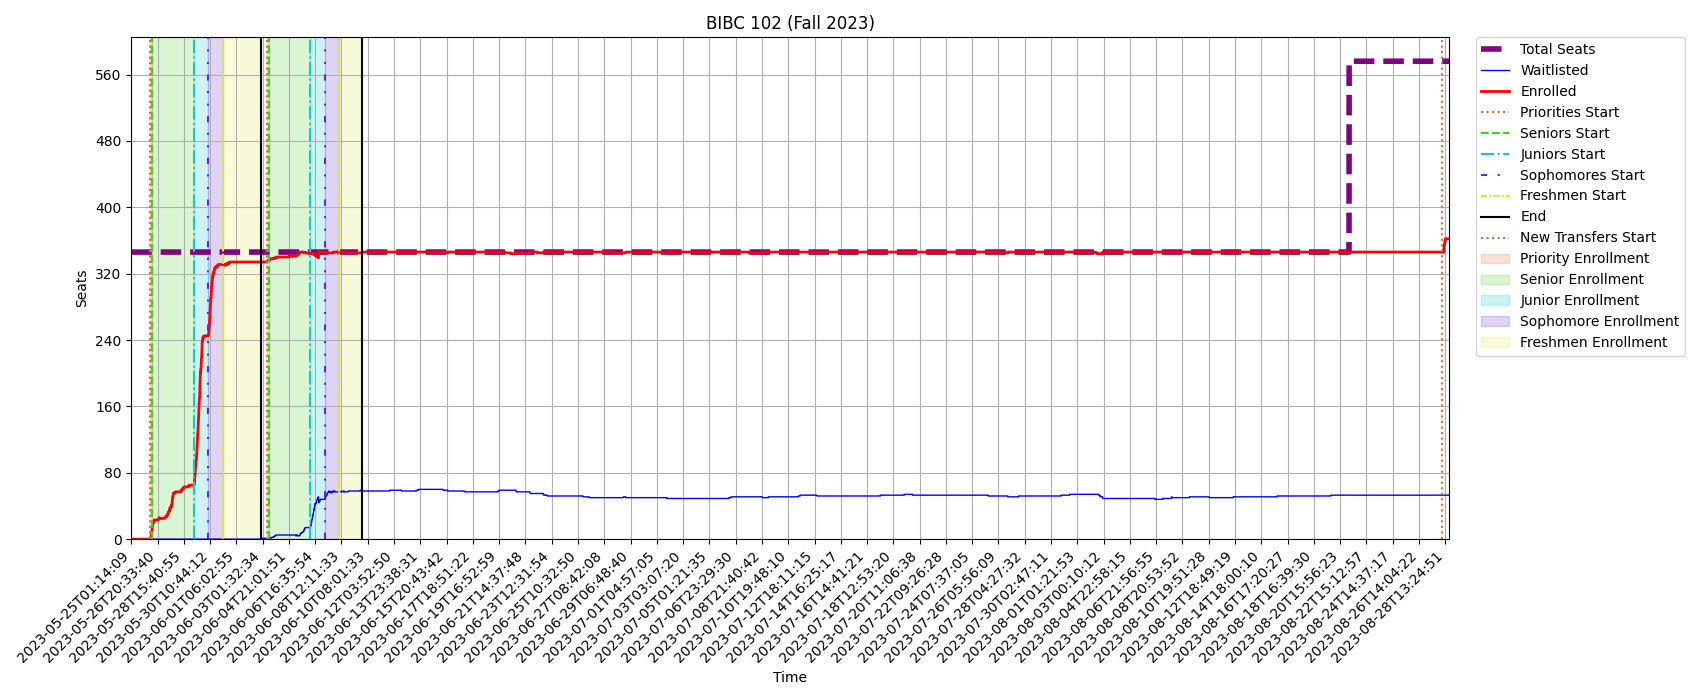 BIBC 102 (Fall 2023)
Seats
560
480
400
320
240
160
80
0
2023-05-25T01:14:09
2023-05-26T20:33:40
2023-05-28T15:40:55
2023-05-30T10:44:12
2023-06-01T06:02:55
2023-06-03T01:32:34
2023-06-04T21:01:51
2023-06-06T16:35:54
2023-06-08T12:11:33
2023-06-10T08:01:33
2023-06-12T03:52:50
2023-06-13T23:38:31
2023-06-15T20:43:42
2023-06-17T18:51:22
2023-06-19T16:52:59
2023-06-21T14:37:48
2023-06-23T12:31:54
2023-06-25T10:32:50
2023-06-27T08:42:08
2023-06-29T06:48:40
2023-07-01T04:57:05
2023-07-03T03:07:20
2023-07-05T01:21:35
2023-07-06T23:29:30
2023-07-08T21:40:42
2023-07-10T19:48:10
2023-07-12T18:11:15
2023-07-14T16:25:17
2023-07-16T14:41:21
2023-07-18T12:53:20
2023-07-20T11:06:38
2023-07-22T09:26:28
2023-07-24T07:37:05
2023-07-26T05:56:09
2023-07-28T04:27:32
2023-07-30T02:47:11
2023-08-01T01:21:53
2023-08-03T00:10:12
2023-08-04T22:58:15
2023-08-06T21:56:55
2023-08-08T20:53:52
2023-08-10T19:51:28
2023-08-12T18:49:19
2023-08-14T18:00:10
2023-08-16T17:20:27
2023-08-18T16:39:30
2023-08-20T15:56:23
2023-08-22T15:12:57
2023-08-24T14:37:17
2023-08-26T14:04:22
2023-08-28T13:24:51
Time
Total Seats
Waitlisted
Enrolled
Priorities Start
Seniors Start
Juniors Start
Sophomores Start
Freshmen Start
End
New Transfers Start
Priority Enrollment
Senior Enrollment
Junior Enrollment
Sophomore Enrollment
Freshmen Enrollment